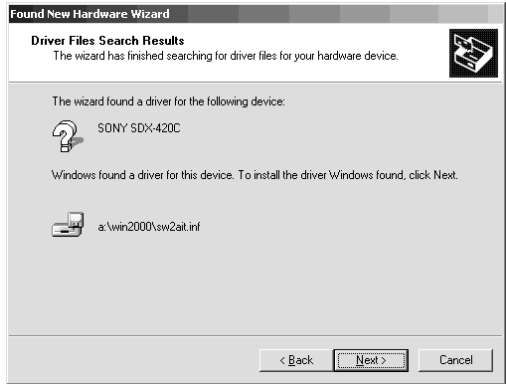 Found New Hardware Wizard
Driver Files Search Results
The wizard has finished searching for driver files for your hardware device.
The wizard found a driver for the following device:
SONY SDX-420C
Windows found a driver for this device. To install the driver Windows found, click Next.
a:\win2000\sw2ait.inf
< Back
Next >
Cancel